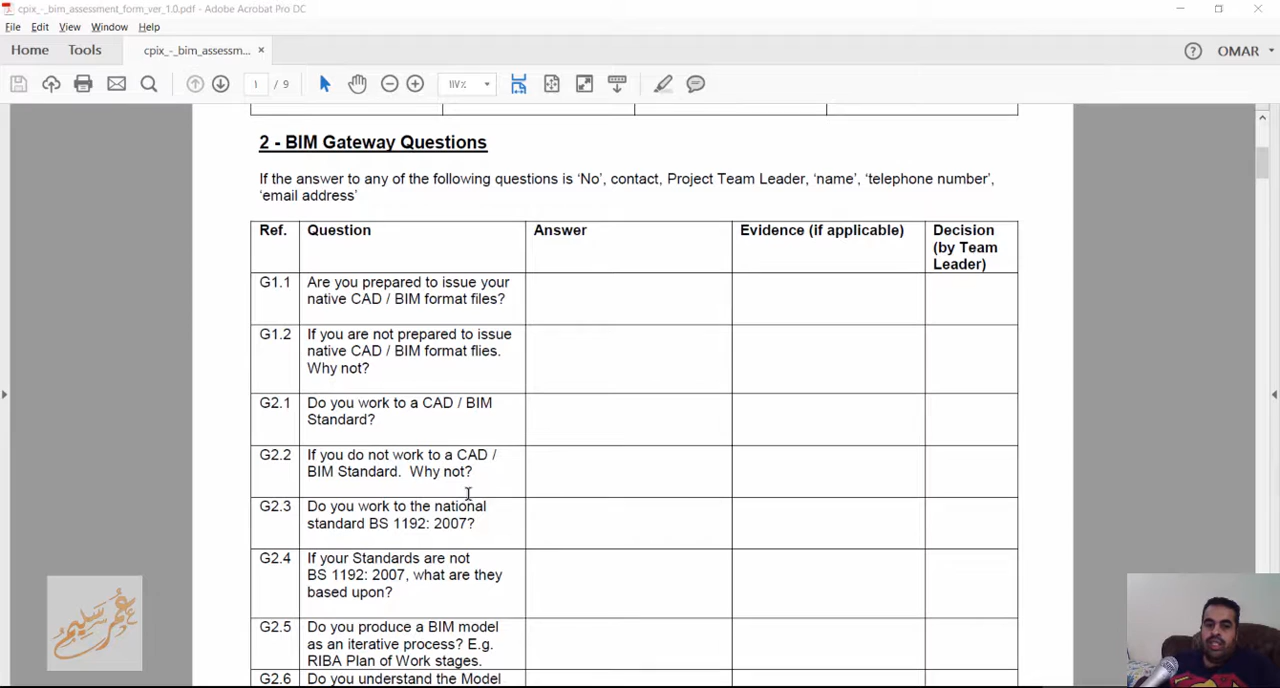 cpix_-_bim_assessment_form_ver_1.0.pdf - Adobe Acrobat Pro DC
File Edit View Window Help
Home Tools cpix_-_bim_assessm... × OMAR
١ / 9 ١١٧٪
2 - BIM Gateway Questions
If the answer to any of the following questions is ‘No’, contact, Project Team Leader, ‘name’, ‘telephone number’,
‘email address’
Ref. Question Answer Evidence (if applicable) Decision
(by Team
Leader)
G1.1 Are you prepared to issue your
native CAD / BIM format files?
G1.2 If you are not prepared to issue
native CAD / BIM format flies.
Why not?
G2.1 Do you work to a CAD / BIM
Standard?
G2.2 If you do not work to a CAD /
BIM Standard.  Why not?
G2.3 Do you work to the national
standard BS 1192: 2007?
G2.4 If your Standards are not
BS 1192: 2007, what are they
based upon?
G2.5 Do you produce a BIM model
as an iterative process? E.g.
RIBA Plan of Work stages.
G2.6 Do you understand the Model
عمر سليم